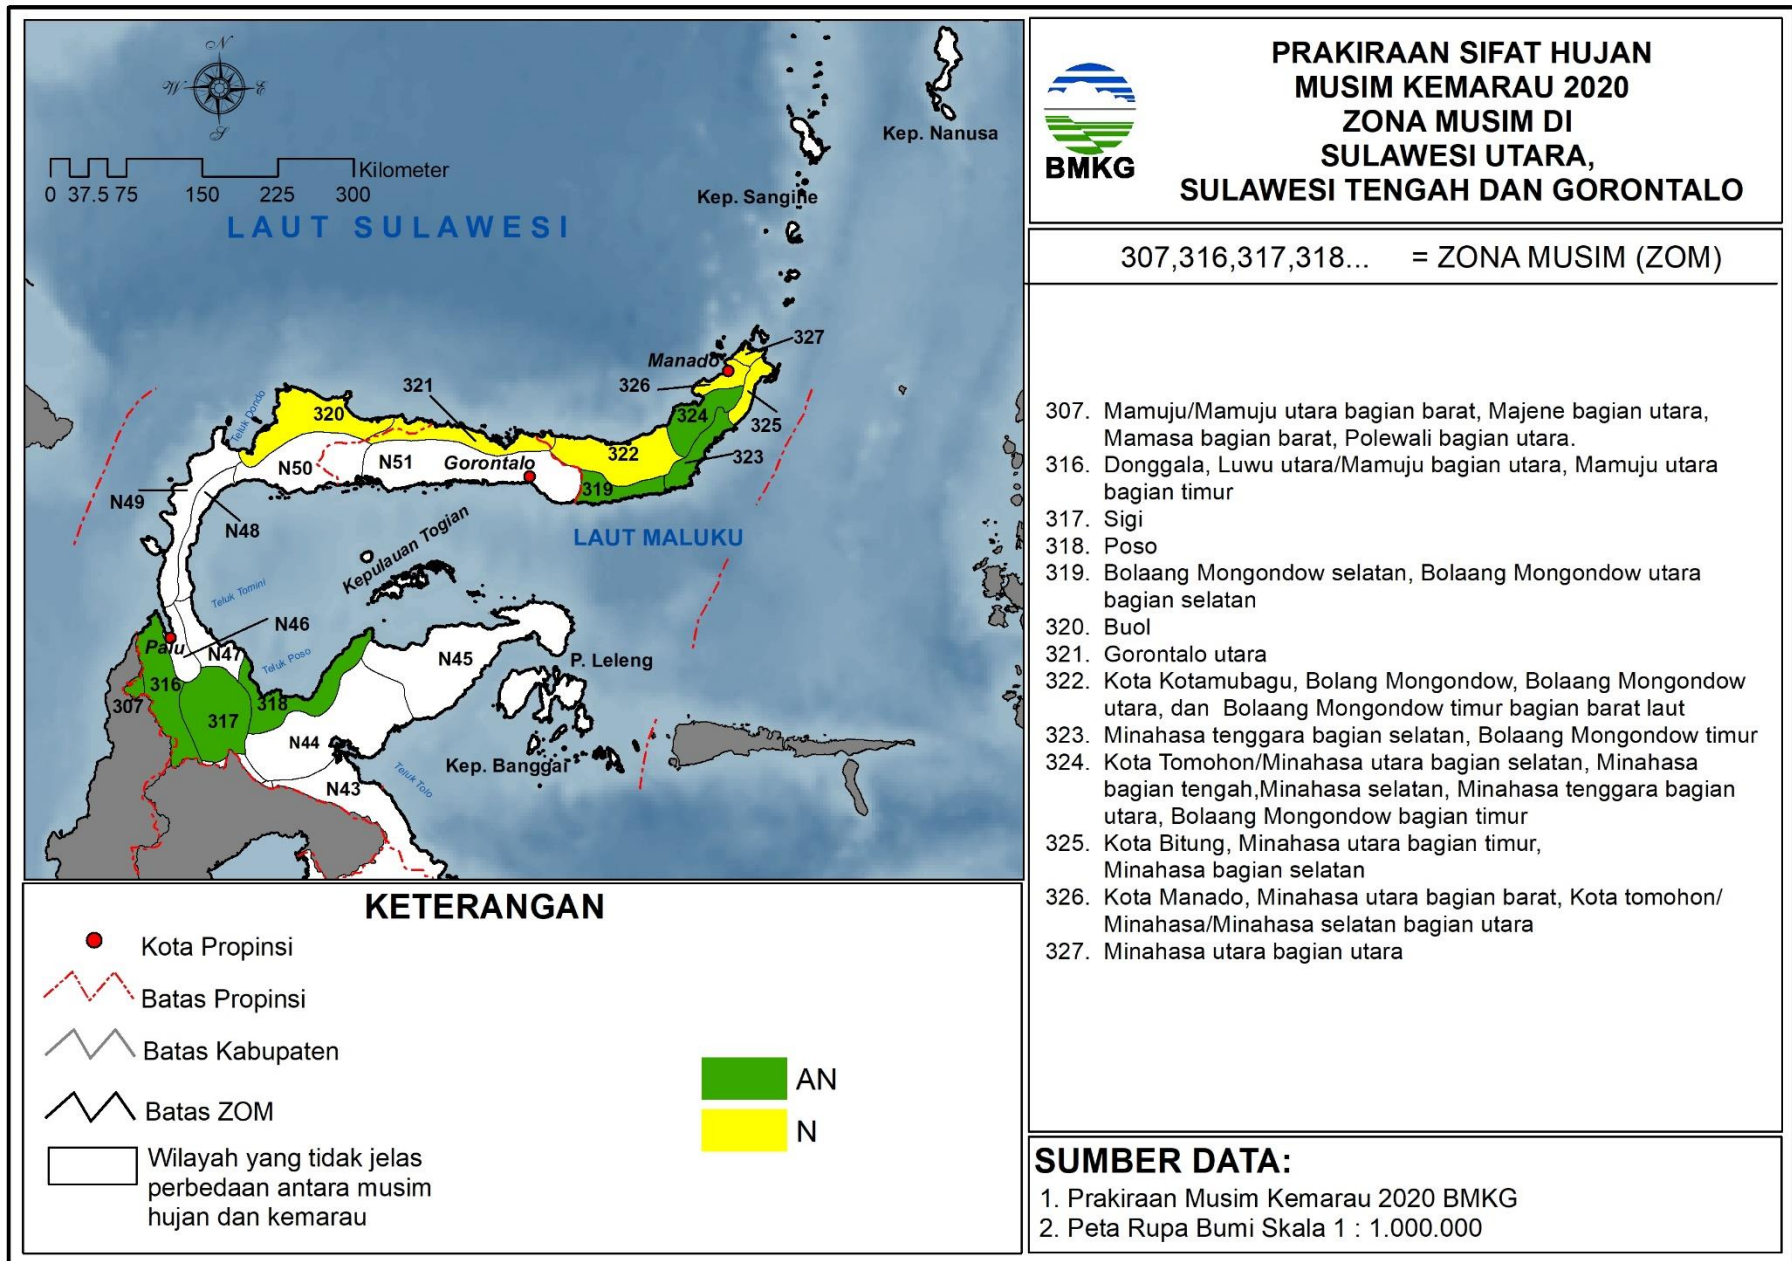 N
W
E
S
Kilometer
0 37.5 75 150 225 300
LAUT SULAWESI
Kep. Nanusa
Kep. Sangihe
327
Manado
326
321
324
320
Teluk Dondo
325
322
323
N50
N51
Gorontalo
319
N49
N48
LAUT MALUKU
Kepulauan Togian
Teluk Tomini
N46
Palu
N47
Teluk Poso
N45
P. Leleng
316
307
317
318
N44
Kep. Banggai
N43
Teluk Tolo
KETERANGAN
Kota Propinsi
Batas Propinsi
Batas Kabupaten
Batas ZOM
Wilayah yang tidak jelas
perbedaan antara musim
hujan dan kemarau
AN
N
BMKG
PRAKIRAAN SIFAT HUJAN
MUSIM KEMARAU 2020
ZONA MUSIM DI
SULAWESI UTARA,
SULAWESI TENGAH DAN GORONTALO
307,316,317,318... = ZONA MUSIM (ZOM)
307. Mamuju/Mamuju utara bagian barat, Majene bagian utara,
Mamasa bagian barat, Polewali bagian utara.
316. Donggala, Luwu utara/Mamuju bagian utara, Mamuju utara
bagian timur
317. Sigi
318. Poso
319. Bolaang Mongondow selatan, Bolaang Mongondow utara
bagian selatan
320. Buol
321. Gorontalo utara
322. Kota Kotamubagu, Bolang Mongondow, Bolaang Mongondow
utara, dan Bolaang Mongondow timur bagian barat laut
323. Minahasa tenggara bagian selatan, Bolaang Mongondow timur
324. Kota Tomohon/Minahasa utara bagian selatan, Minahasa
bagian tengah,Minahasa selatan, Minahasa tenggara bagian
utara, Bolaang Mongondow bagian timur
325. Kota Bitung, Minahasa utara bagian timur,
Minahasa bagian selatan
326. Kota Manado, Minahasa utara bagian barat, Kota tomohon/
Minahasa/Minahasa selatan bagian utara
327. Minahasa utara bagian utara
SUMBER DATA:
1. Prakiraan Musim Kemarau 2020 BMKG
2. Peta Rupa Bumi Skala 1 : 1.000.000